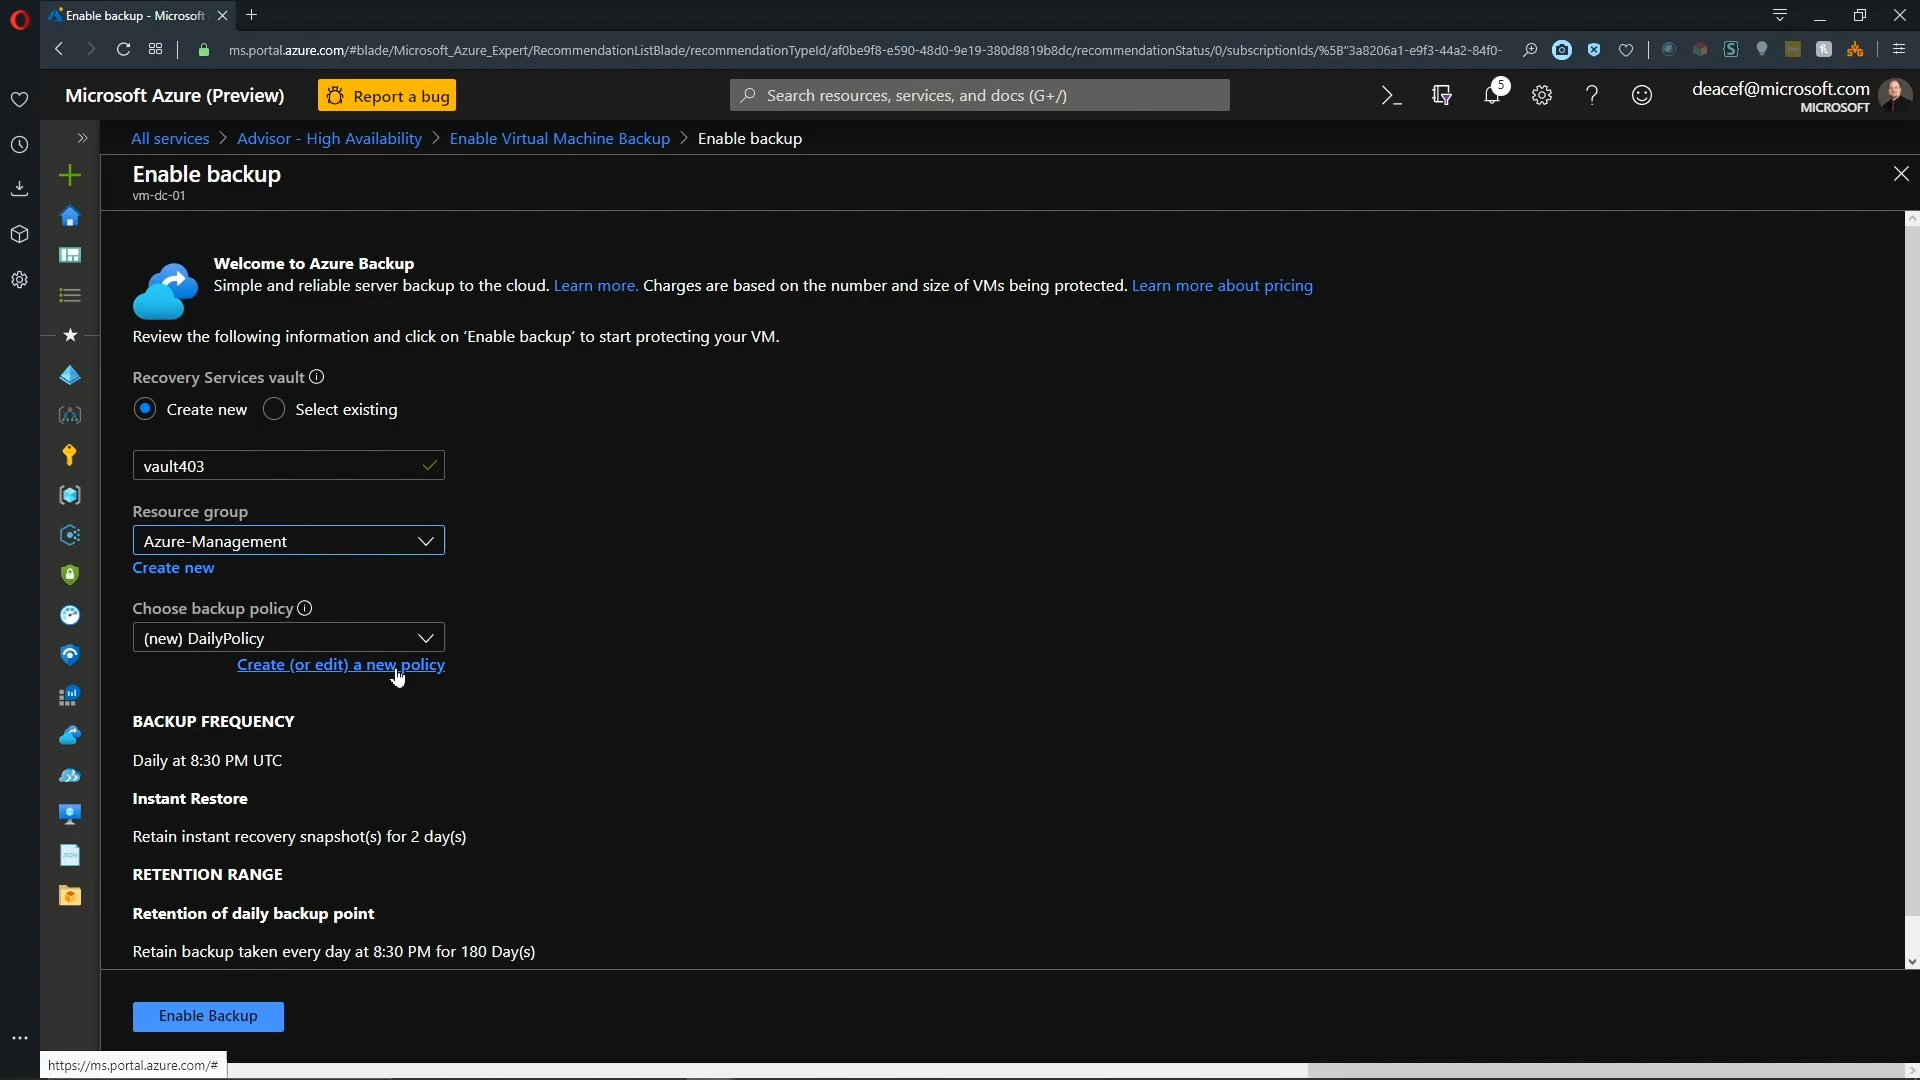 Enable backup - Microsoft
ms.portal.azure.com/#blade/Microsoft_Azure_Expert/RecommendationListBlade/recommendationTypeId/af0be9f8-e590-48d0-9e19-380d8819b8dc/recommendationStatus/0/subscriptionIds/%5B"3a8206a1-e9f3-44a2-84f0-
Microsoft Azure (Preview)
Report a bug
Search resources, services, and docs (G+/)
5
deacef@microsoft.com
MICROSOFT
All services > Advisor - High Availability > Enable Virtual Machine Backup > Enable backup
Enable backup
vm-dc-01
Welcome to Azure Backup
Simple and reliable server backup to the cloud. Learn more. Charges are based on the number and size of VMs being protected. Learn more about pricing
Review the following information and click on 'Enable backup' to start protecting your VM.
Recovery Services vault
Create new
Select existing
vault403
Resource group
Azure-Management
Create new
Choose backup policy
(new) DailyPolicy
Create (or edit) a new policy
BACKUP FREQUENCY
Daily at 8:30 PM UTC
Instant Restore
Retain instant recovery snapshot(s) for 2 day(s)
RETENTION RANGE
Retention of daily backup point
Retain backup taken every day at 8:30 PM for 180 Day(s)
Enable Backup
https://ms.portal.azure.com/#